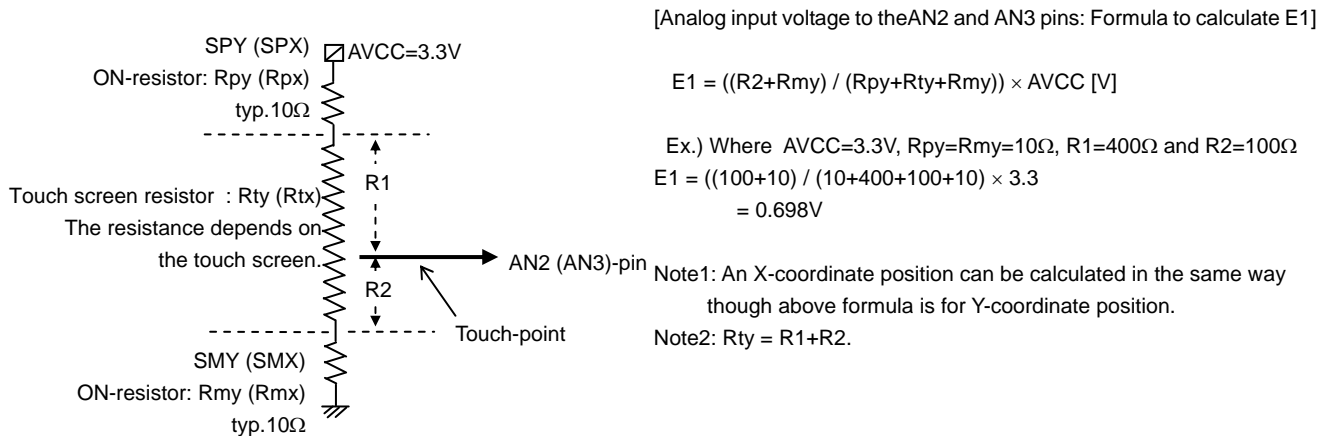 SPY (SPX)
AVCC=3.3V
ON-resistor: Rpy (Rpx)
typ.10Ω
R1
Touch screen resistor : Rty (Rtx)
The resistance depends on
the touch screen.
AN2 (AN3)-pin
R2
Touch-point
SMY (SMX)
ON-resistor: Rmy (Rmx)
typ.10Ω
[Analog input voltage to theAN2 and AN3 pins: Formula to calculate E1]
E1 = ((R2+Rmy) / (Rpy+Rty+Rmy)) × AVCC [V]
Ex.) Where AVCC=3.3V, Rpy=Rmy=10Ω, R1=400Ω and R2=100Ω
E1 = ((100+10) / (10+400+100+10) × 3.3
= 0.698V
Note1: An X-coordinate position can be calculated in the same way
though above formula is for Y-coordinate position.
Note2: Rty = R1+R2.